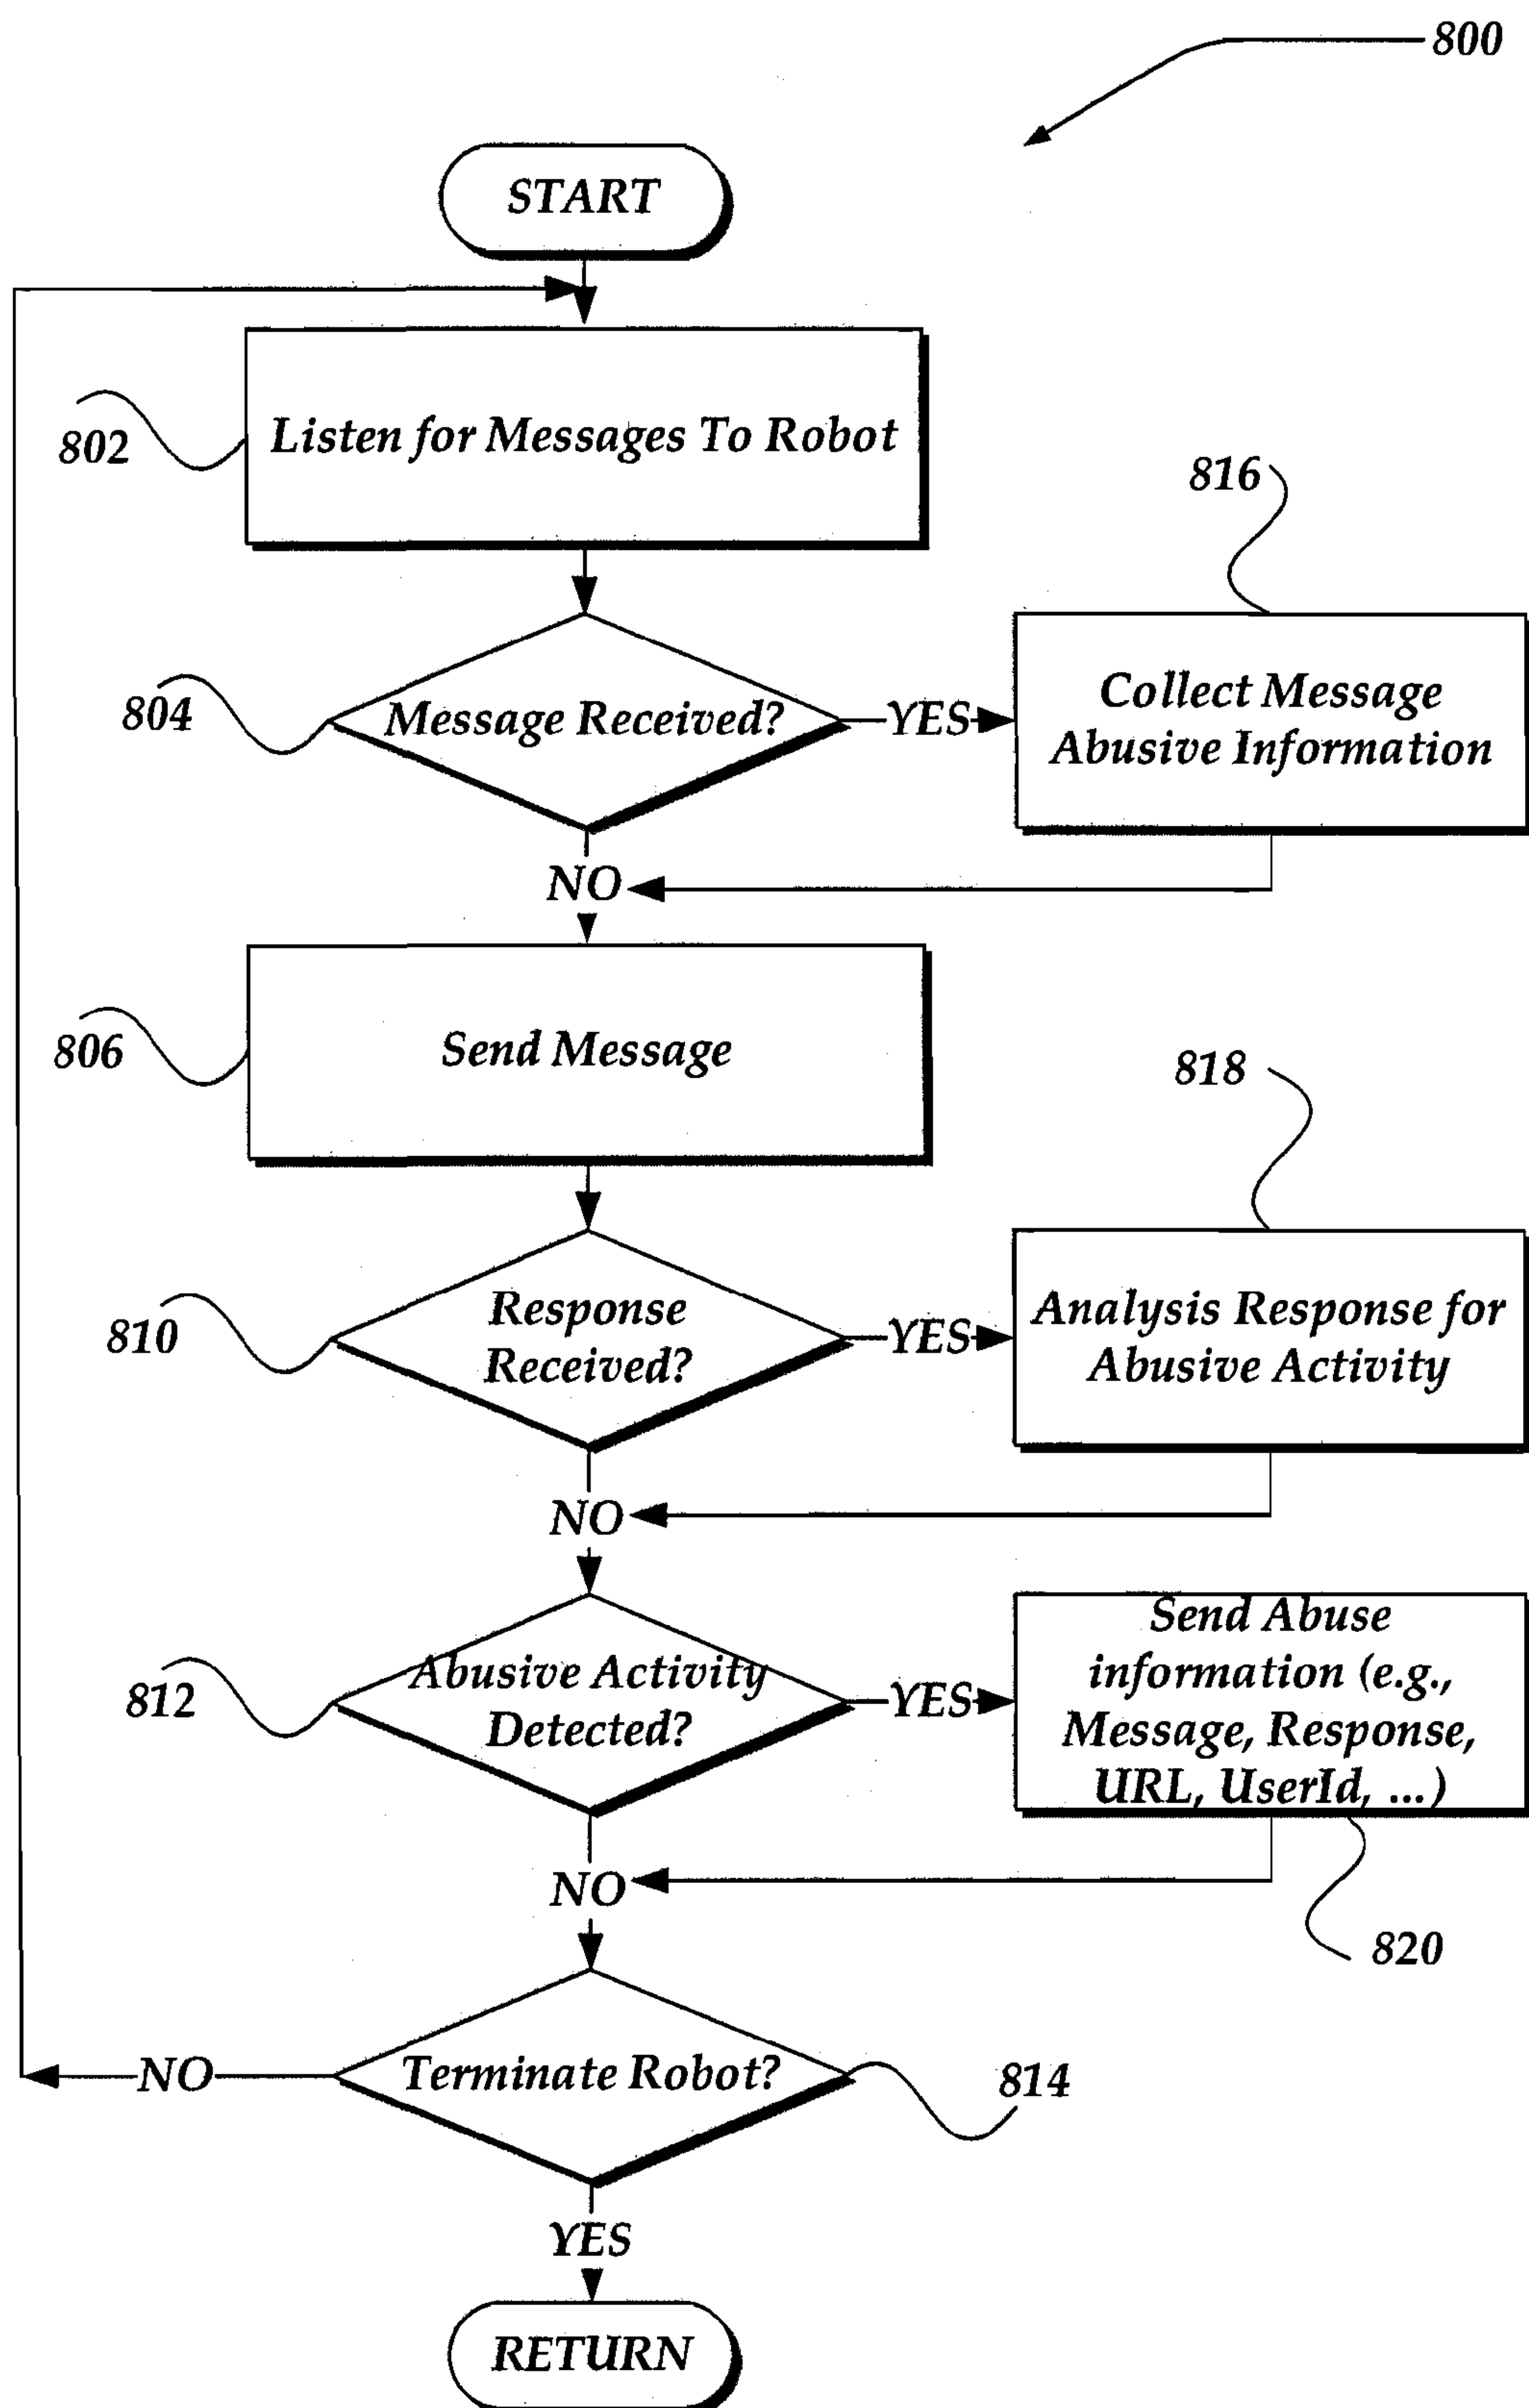 800
START
802
Listen for Messages To Robot
816
804
Message Received?
YES
Collect Message
Abusive Information
NO
806
Send Message
818
810
Response
Received?
YES
Analysis Response for
Abusive Activity
NO
812
Abusive Activity
Detected?
YES
Send Abuse
information (e.g.,
Message, Response,
URL, UserId, ...)
NO
820
NO
Terminate Robot?
814
YES
RETURN